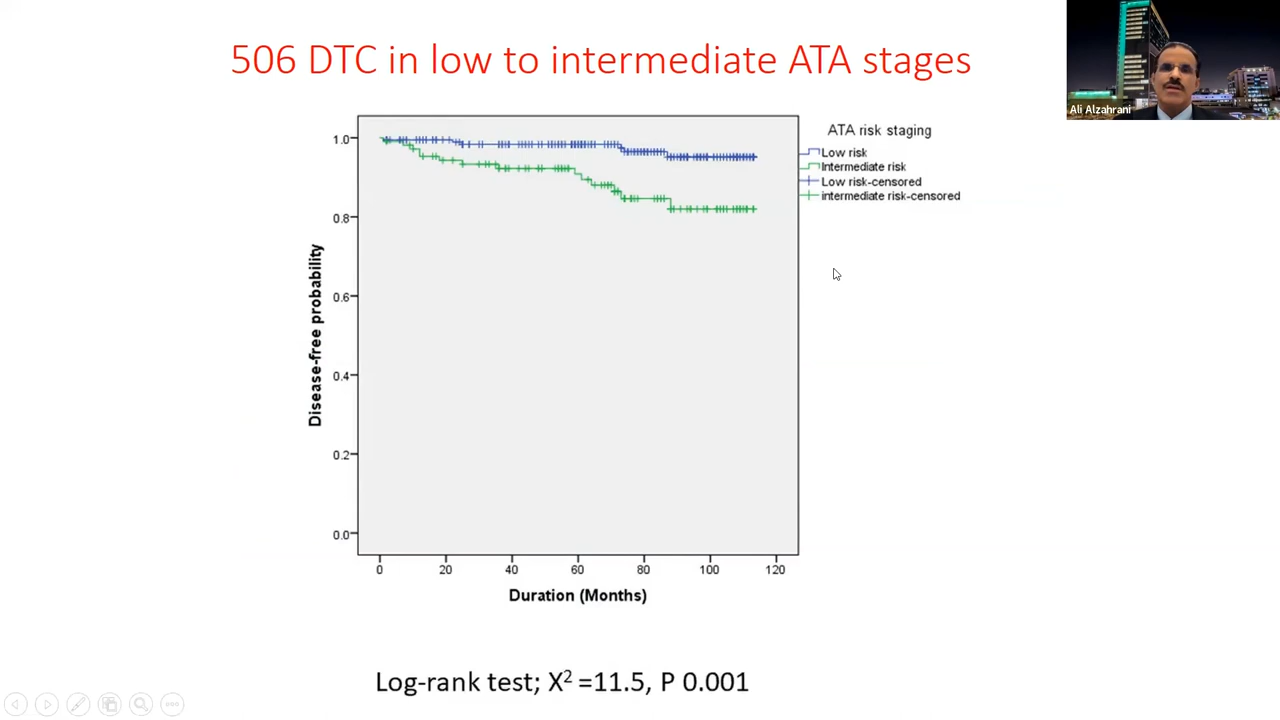 506 DTC in low to intermediate ATA stages
Ali Alzahrani
ATA risk staging
Low risk
Intermediate risk
Low risk-censored
intermediate risk-censored
1.0
0.8
0.6
0.4
0.2
0.0
Disease-free probability
0 20 40 60 80 100 120
Duration (Months)
Log-rank test; X² =11.5, P 0.001